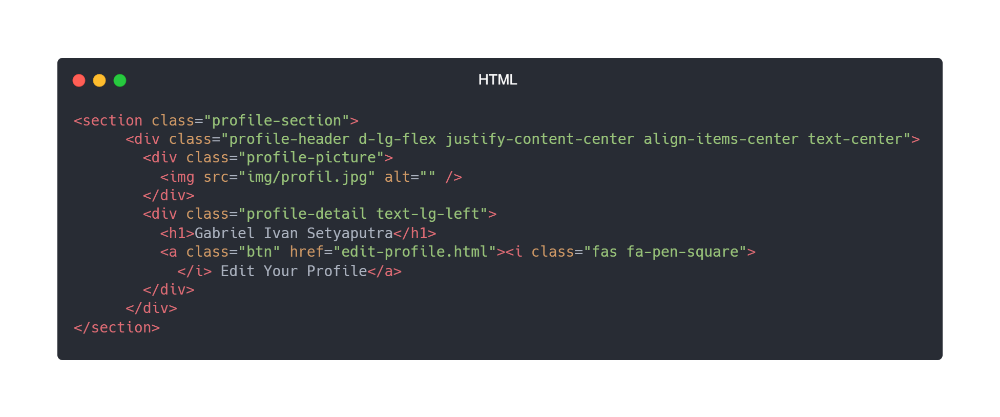 HTML
<section class="profile-section">
      <div class="profile-header d-lg-flex justify-content-center align-items-center text-center">
        <div class="profile-picture">
          <img src="img/profil.jpg" alt="" />
        </div>
        <div class="profile-detail text-lg-left">
          <h1>Gabriel Ivan Setyaputra</h1>
          <a class="btn" href="edit-profile.html"><i class="fas fa-pen-square">
            </i> Edit Your Profile</a>
        </div>
      </div>
</section>